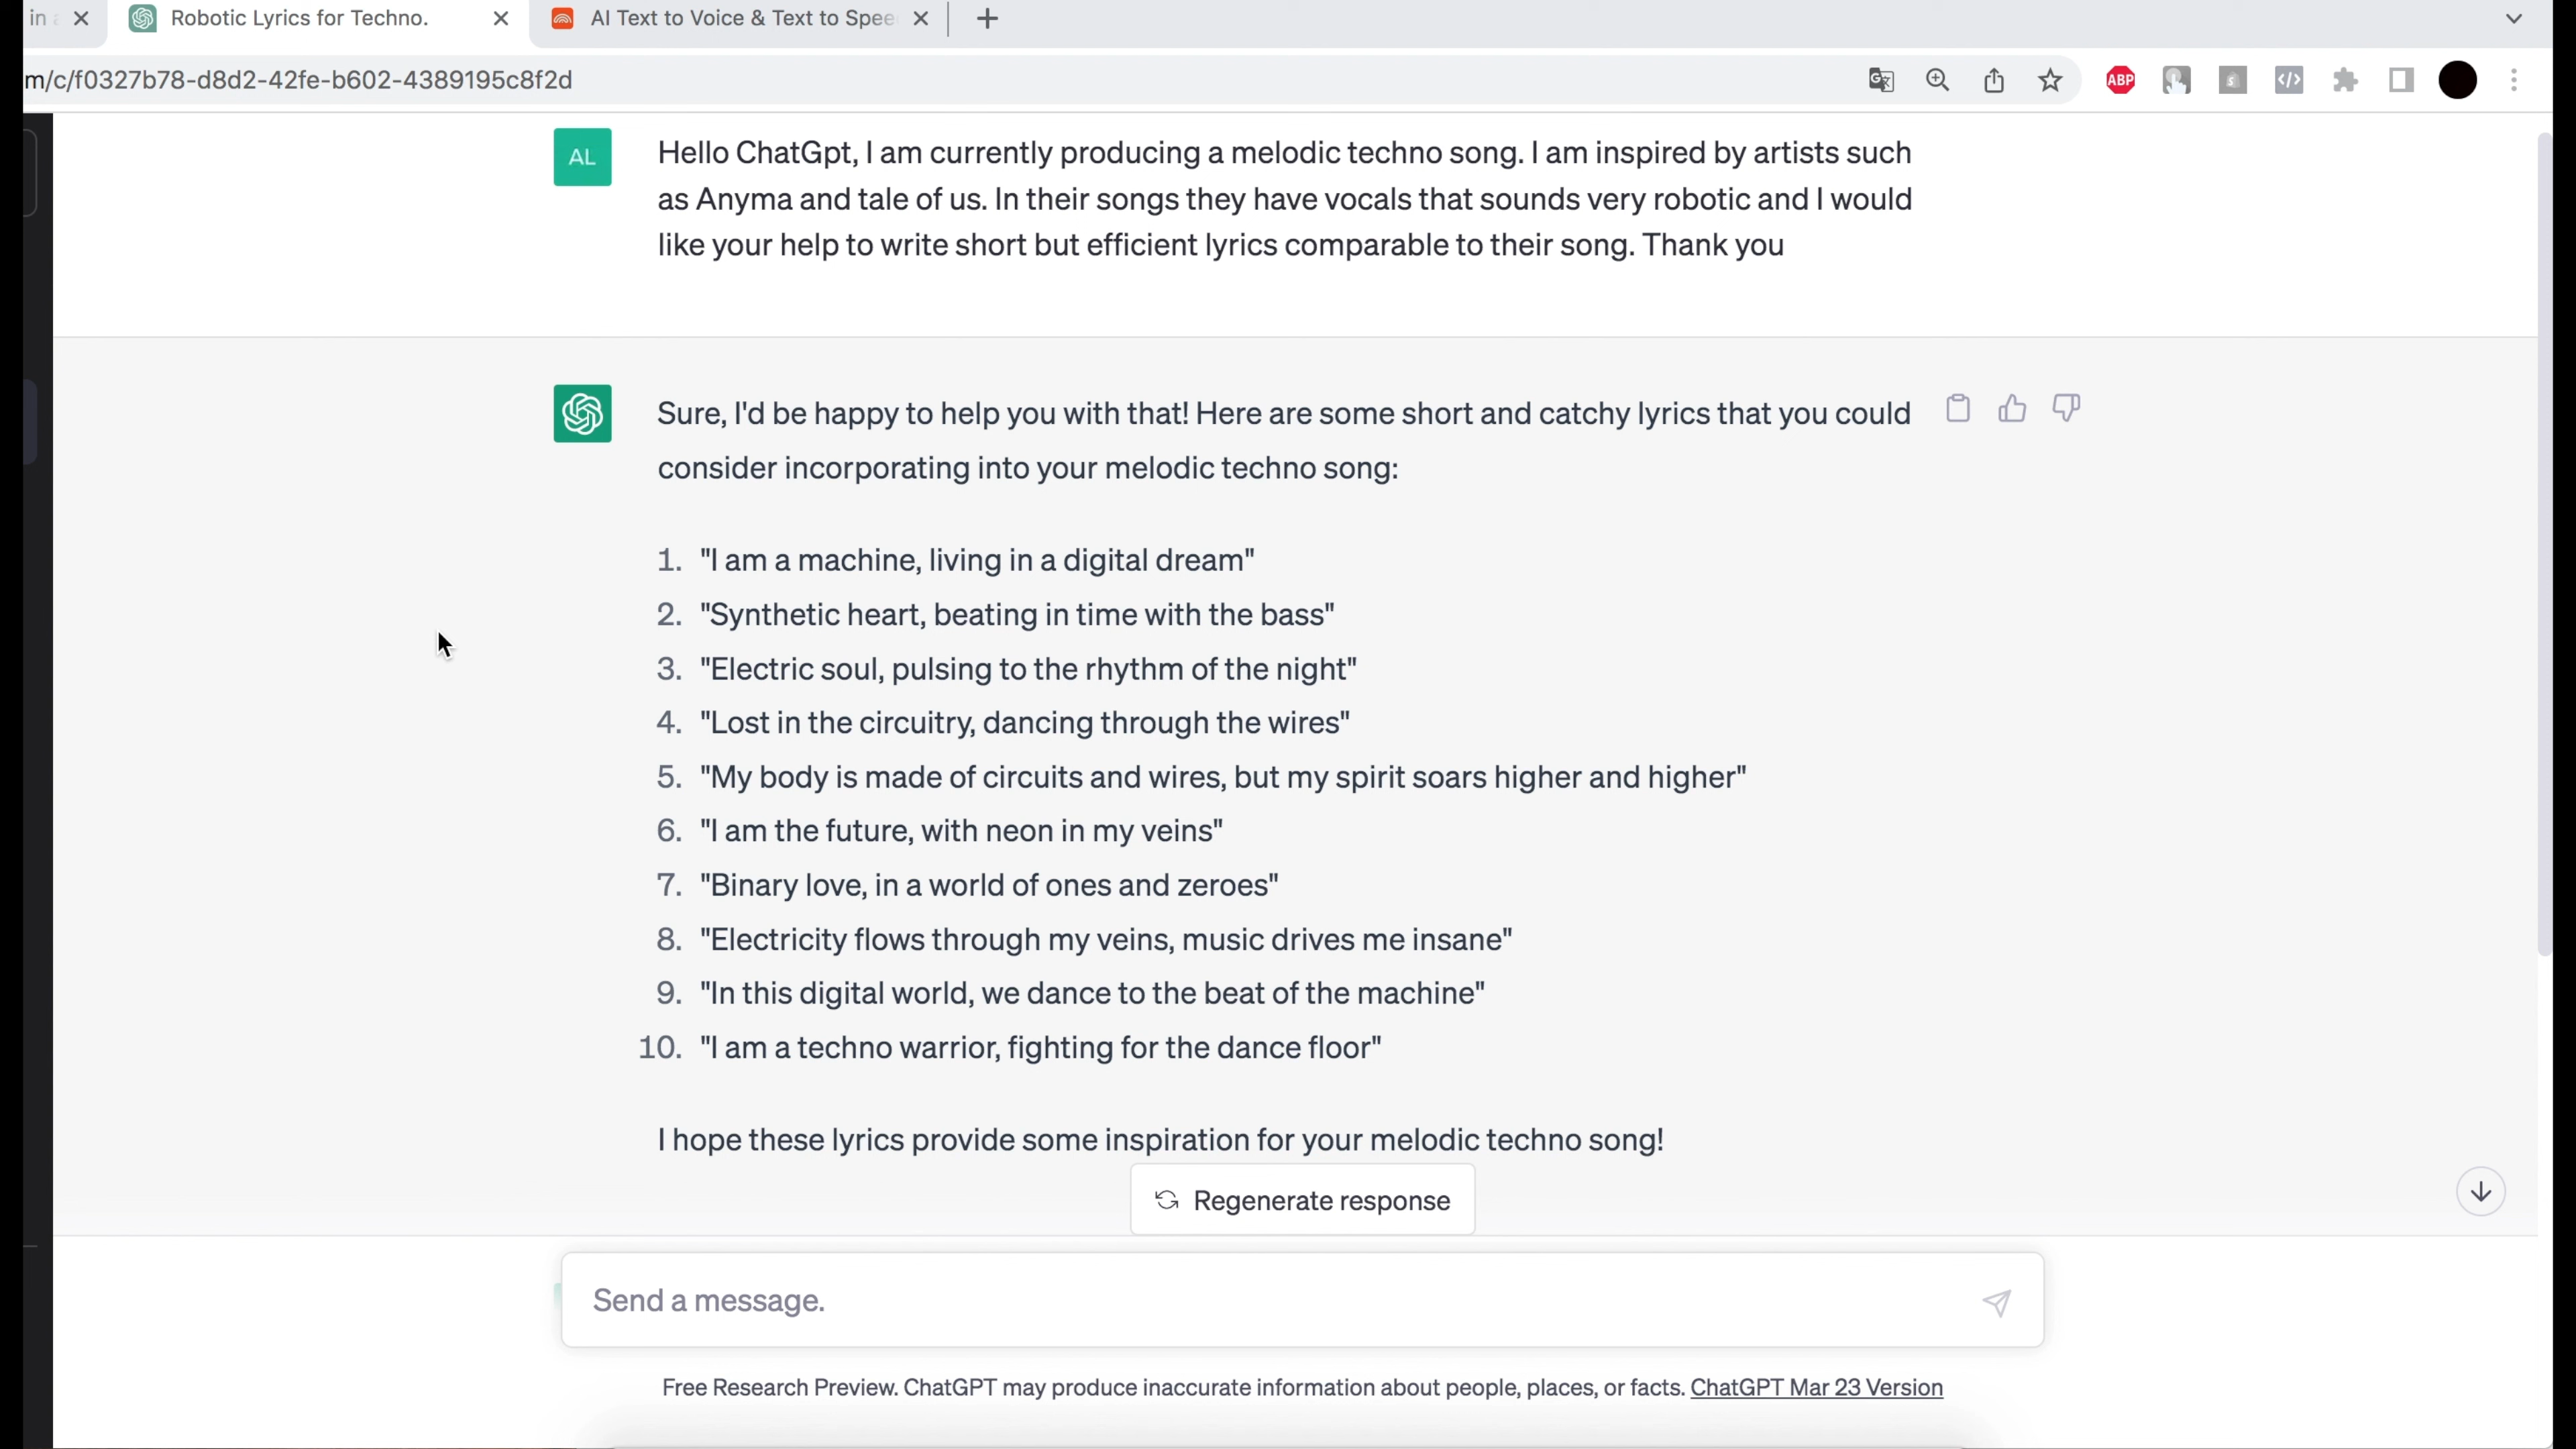 in
Robotic Lyrics for Techno.
AI Text to Voice & Text to Spee
m/c/f0327b78-d8d2-42fe-b602-4389195c8f2d
ABP
AL
Hello ChatGpt, I am currently producing a melodic techno song. I am inspired by artists such
as Anyma and tale of us. In their songs they have vocals that sounds very robotic and I would
like your help to write short but efficient lyrics comparable to their song. Thank you
Sure, I'd be happy to help you with that! Here are some short and catchy lyrics that you could
consider incorporating into your melodic techno song:
1. "I am a machine, living in a digital dream"
2. "Synthetic heart, beating in time with the bass"
3. "Electric soul, pulsing to the rhythm of the night"
4. "Lost in the circuitry, dancing through the wires"
5. "My body is made of circuits and wires, but my spirit soars higher and higher"
6. "I am the future, with neon in my veins"
7. "Binary love, in a world of ones and zeroes"
8. "Electricity flows through my veins, music drives me insane"
9. "In this digital world, we dance to the beat of the machine"
10. "I am a techno warrior, fighting for the dance floor"
I hope these lyrics provide some inspiration for your melodic techno song!
Regenerate response
Send a message.
Free Research Preview. ChatGPT may produce inaccurate information about people, places, or facts. ChatGPT Mar 23 Version